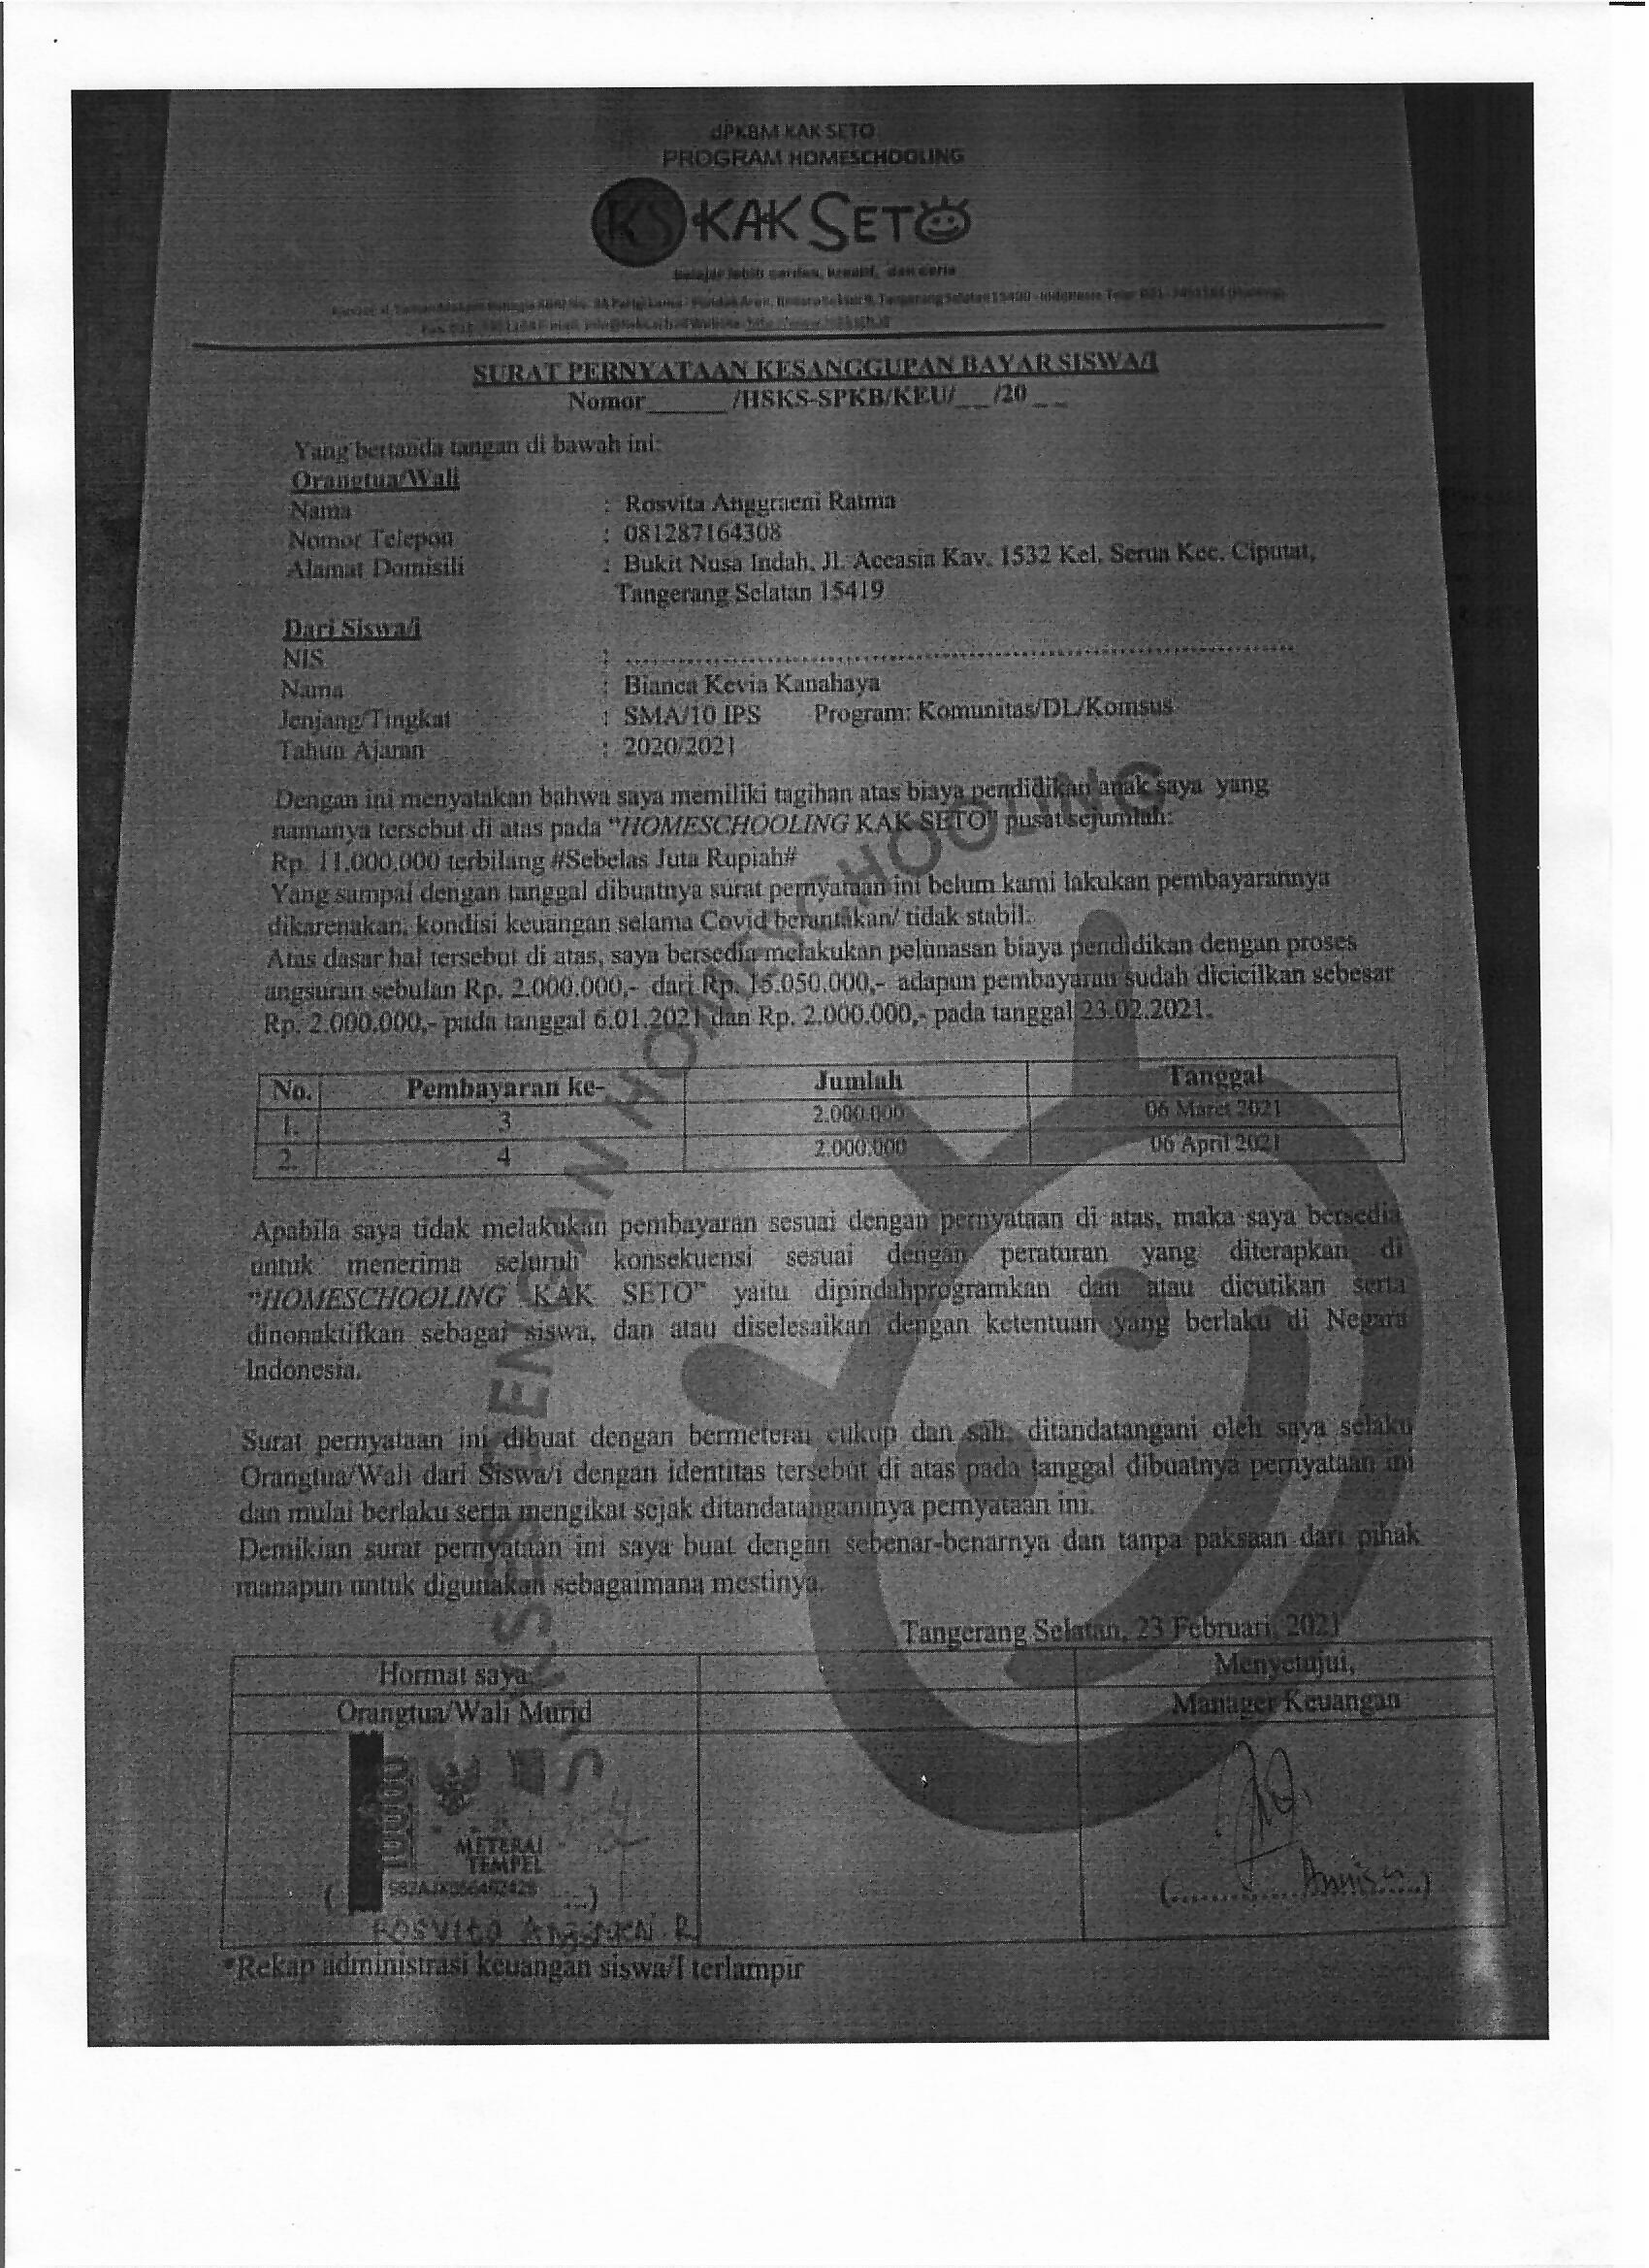 dPKBM KAK SETO
PROGRAM HOMESCHOOLING
KS KAK SETO
Belajar lebih cerdas, kreatif, dan ceria
SURAT PERNYATAAN KESANGGUPAN BAYAR SISWA/I
Nomor______/HSKS-SPKB/KEU/__/20__
Yang bertanda tangan di bawah ini:
Orangtua/Wali
Nama : Rosvita Anggraeni Ratma
Nomor Telepon : 081287164308
Alamat Domisili : Bukit Nusa Indah, Jl. Accasia Kav. 1532 Kel. Serua Kec. Ciputat,
Tangerang Selatan 15419
Dari Siswa/i
NIS : ................................................................
Nama : Bianca Kevia Kanahaya
Jenjang/Tingkat : SMA/10 IPS Program: Komunitas/DL/Komsus
Tahun Ajaran : 2020/2021
Dengan ini menyatakan bahwa saya memiliki tagihan atas biaya pendidikan anak saya yang
namanya tersebut di atas pada "HOMESCHOOLING KAK SETO" pusat sejumlah:
Rp. 11.000.000 terbilang #Sebelas Juta Rupiah#
Yang sampai dengan tanggal dibuatnya surat pernyataan ini belum kami lakukan pembayarannya
dikarenakan, kondisi keuangan selama Covid berantakan/ tidak stabil.
Atas dasar hal tersebut di atas, saya bersedia melakukan pelunasan biaya pendidikan dengan proses
angsuran sebulan Rp. 2.000.000,- dari Rp. 15.050.000,- adapun pembayaran sudah dicicilkan sebesar
Rp. 2.000.000,- pada tanggal 6.01.2021 dan Rp. 2.000.000,- pada tanggal 23.02.2021.
No. Pembayaran ke- Jumlah Tanggal
1. 3 2.000.000 06 Maret 2021
2. 4 2.000.000 06 April 2021
Apabila saya tidak melakukan pembayaran sesuai dengan pernyataan di atas, maka saya bersedia
untuk menerima seluruh konsekuensi sesuai dengan peraturan yang diterapkan di
"HOMESCHOOLING KAK SETO" yaitu dipindahprogramkan dan atau dicutikan serta
dinonaktifkan sebagai siswa, dan atau diselesaikan dengan ketentuan yang berlaku di Negara
Indonesia.
Surat pernyataan ini dibuat dengan bermeterai cukup dan sah, ditandatangani oleh saya selaku
Orangtua/Wali dari Siswa/i dengan identitas tersebut di atas pada tanggal dibuatnya pernyataan ini
dan mulai berlaku serta mengikat sejak ditandatanganinya pernyataan ini.
Demikian surat pernyataan ini saya buat dengan sebenar-benarnya dan tanpa paksaan dari pihak
manapun untuk digunakan sebagaimana mestinya.
Tangerang Selatan, 23 Februari, 2021
Hormat saya, Menyetujui,
Orangtua/Wali Murid Manager Keuangan
10000
METERAI
TEMPEL
(....) (........Annisa....)
Rosvita Anggraeni. R
*Rekap administrasi keuangan siswa/I terlampir